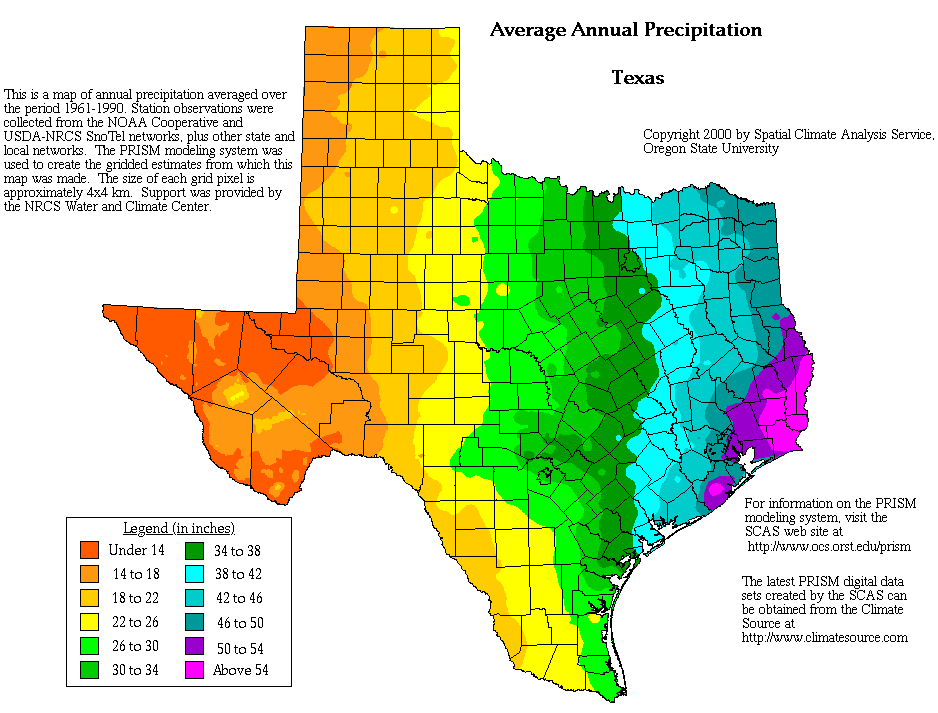 Average Annual Precipitation
Texas
This is a map of annual precipitation averaged over
the period 1961-1990. Station observations were
collected from the NOAA Cooperative and
USDA-NRCS SnoTel networks, plus other state and
local networks. The PRISM modeling system was
used to create the gridded estimates from which this
map was made. The size of each grid pixel is
approximately 4x4 km. Support was provided by
the NRCS Water and Climate Center.
Copyright 2000 by Spatial Climate Analysis Service,
Oregon State University
Legend (in inches)
Under 14
14 to 18
18 to 22
22 to 26
26 to 30
30 to 34
34 to 38
38 to 42
42 to 46
46 to 50
50 to 54
Above 54
For information on the PRISM
modeling system, visit the
SCAS web site at
http://www.ocs.orst.edu/prism
The latest PRISM digital data
sets created by the SCAS can
be obtained from the Climate
Source at
http://www.climatesource.com